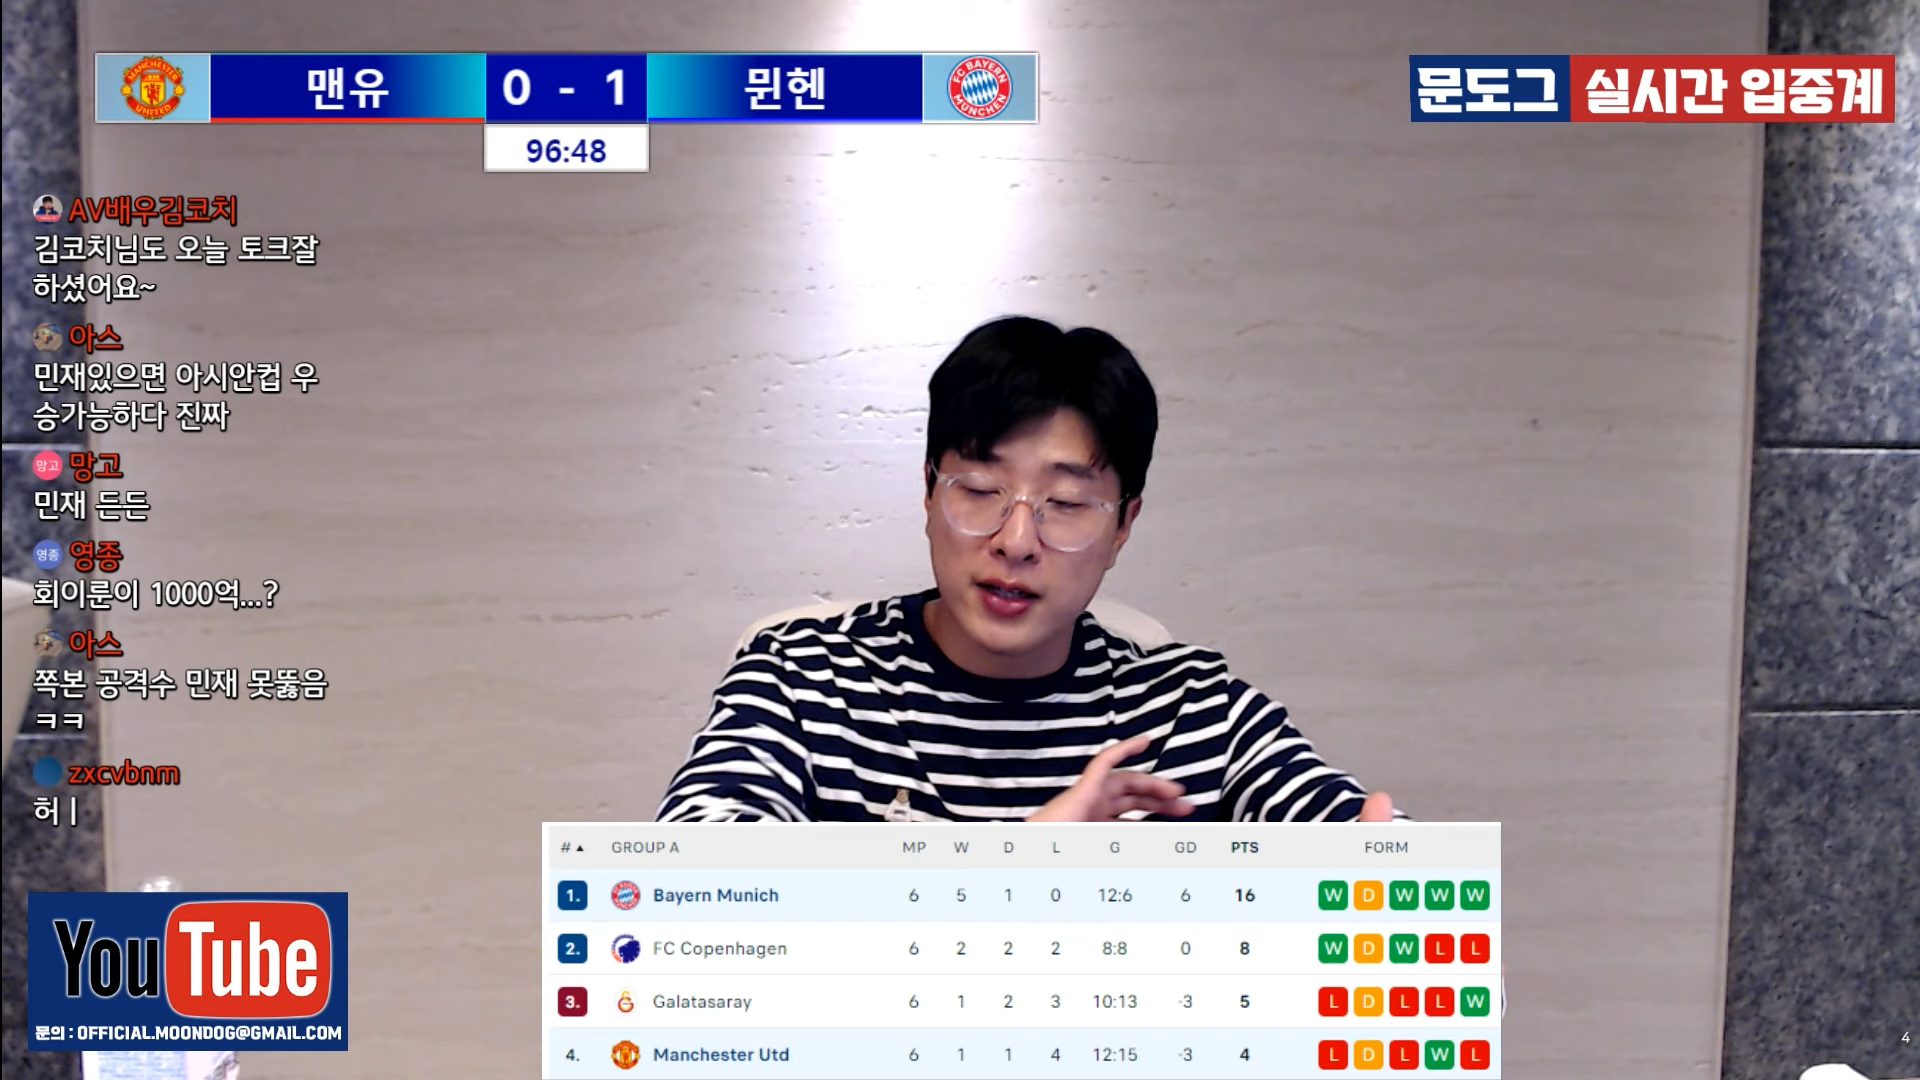 맨유 0 - 1 뮌헨
96:48
문도그 실시간 입중계
AV배우김코치
김코치님도 오늘 토크잘
하셨어요~
아스
민재있으면 아시안컵 우
승가능하다 진짜
망고 망고
민재 든든
영종 영종
회이룬이 1000억...?
아스
쪽본 공격수 민재 못뚫음
ㅋㅋ
zxcvbnm
허ㅣ
# ▲ GROUP A MP W D L G GD PTS FORM
1. Bayern Munich 6 5 1 0 12:6 6 16 W D W W W
2. FC Copenhagen 6 2 2 2 8:8 0 8 W D W L L
3. Galatasaray 6 1 2 3 10:13 -3 5 L D L L W
4. Manchester Utd 6 1 1 4 12:15 -3 4 L D L W L
YouTube
문의 : OFFICIAL.MOONDOG@GMAIL.COM
4